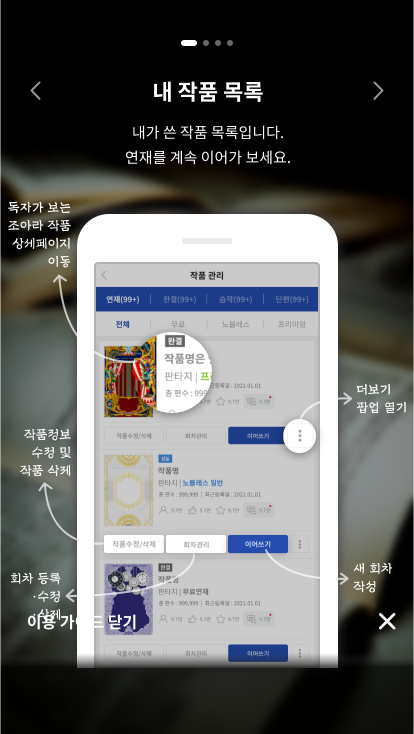 내 작품 목록
내가 쓴 작품 목록입니다.
연재를 계속 이어가 보세요.
독자가 보는
조아라 작품
상세페이지
이동
작품 관리
연재(99+) 완결(99+) 습작(99+) 단편(99+)
전체 무료 노블레스 프리미엄
완결
작품명은
판타지 |
총 편수 : 999
2021.01.01
9.7만
더보기
팝업 열기
작품수정/삭제 회차관리 이어쓰기
작품정보
수정 및
작품 삭제
작품명
판타지 | 노블레스 일반
총 편수 : 999,999 | 최근등록일 : 2021.01.01
9.7만 9.7만 9.7만 9.7만
작품수정/삭제 회차관리 이어쓰기
회차 등록
·수정
삭제
새 회차
작성
완결
작품명
판타지 | 무료연재
총 편수 : 999,999 | 최근등록일 : 2021.01.01
9.7만 9.7만 9.7만 9.7만
이용 가이드 닫기
작품수정/삭제 회차관리 이어쓰기